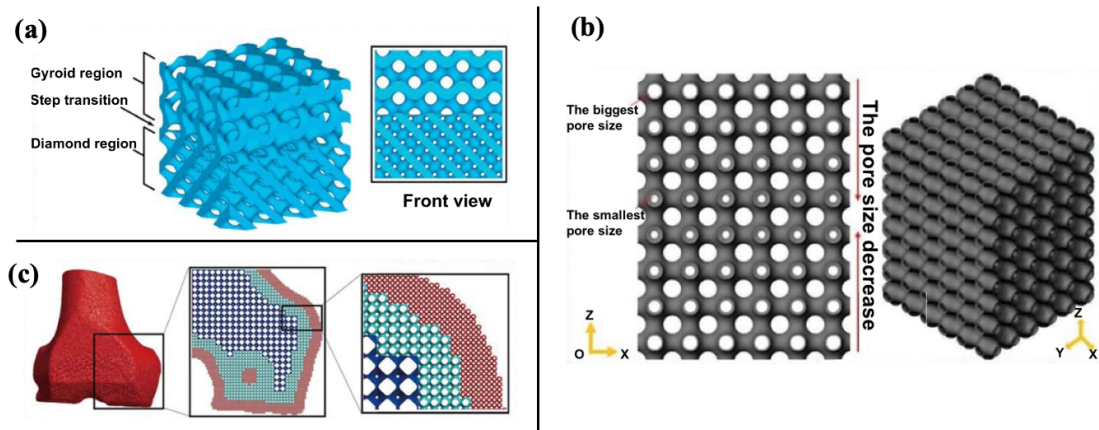 (a)
Gyroid region
Step transition
Diamond region
Front view
(b)
The biggest
pore size
The smallest
pore size
The pore size decrease
Z
O
X
Z
Y
X
(c)